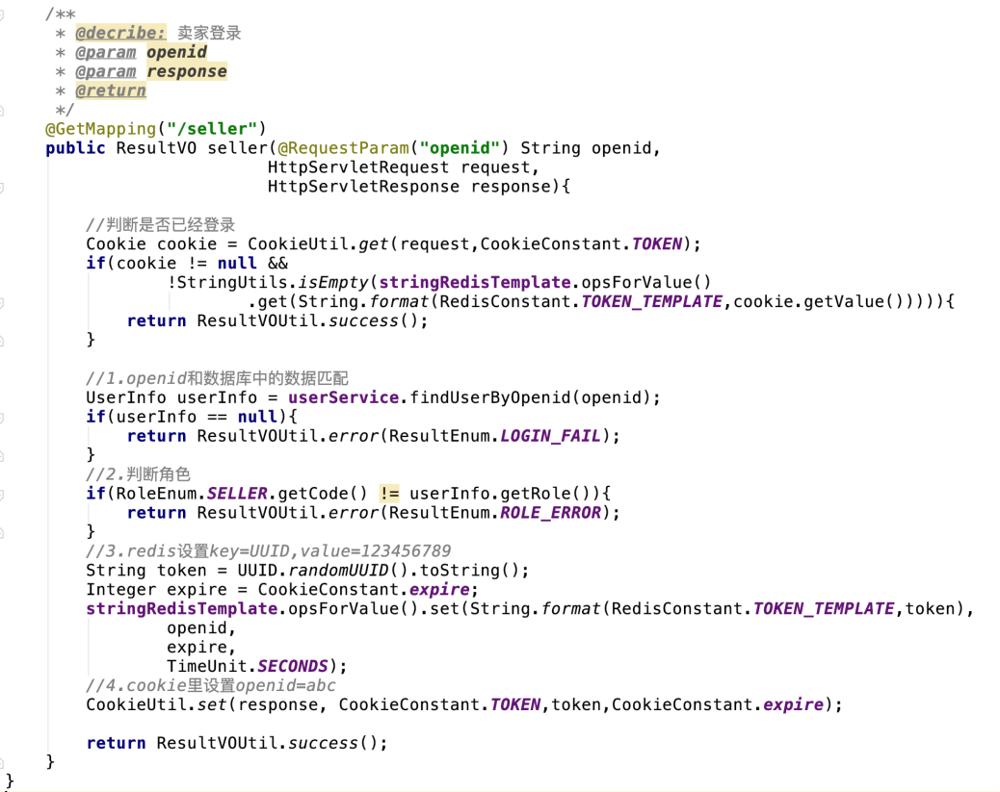 /**
 * @decribe: 卖家登录
 * @param openid
 * @param response
 * @return
 */
@GetMapping("/seller")
public ResultVO seller(@RequestParam("openid") String openid,
                      HttpServletRequest request,
                      HttpServletResponse response){
    //判断是否已经登录
    Cookie cookie = CookieUtil.get(request,CookieConstant.TOKEN);
    if(cookie != null &&
            !StringUtils.isEmpty(stringRedisTemplate.opsForValue()
                    .get(String.format(RedisConstant.TOKEN_TEMPLATE,cookie.getValue())))){
        return ResultVOUtil.success();
    }
    //1.openid和数据库中的数据匹配
    UserInfo userInfo = userService.findUserByOpenid(openid);
    if(userInfo == null){
        return ResultVOUtil.error(ResultEnum.LOGIN_FAIL);
    }
    //2.判断角色
    if(RoleEnum.SELLER.getCode() != userInfo.getRole()){
        return ResultVOUtil.error(ResultEnum.ROLE_ERROR);
    }
    //3.redis设置key=UUID,value=123456789
    String token = UUID.randomUUID().toString();
    Integer expire = CookieConstant.expire;
    stringRedisTemplate.opsForValue().set(String.format(RedisConstant.TOKEN_TEMPLATE,token),
            openid,
            expire,
            TimeUnit.SECONDS);
    //4.cookie里设置openid=abc
    CookieUtil.set(response, CookieConstant.TOKEN,token,CookieConstant.expire);
    return ResultVOUtil.success();
}
}